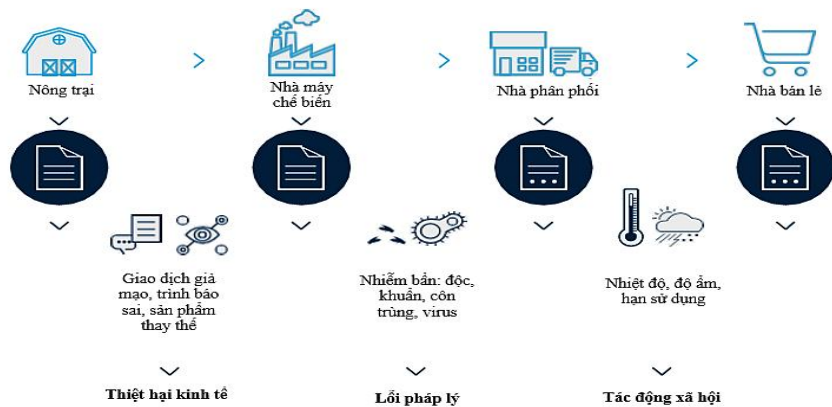 Nông trại
Nhà máy
chế biến
Nhà phân phối
Nhà bán lẻ
Giao dịch giả
mạo, trình báo
sai, sản phẩm
thay thế
Nhiễm bẩn: độc,
khuẩn, côn
trùng, virus
Nhiệt độ, độ ẩm,
hạn sử dụng
Thiệt hại kinh tế
Lỗi pháp lý
Tác động xã hội